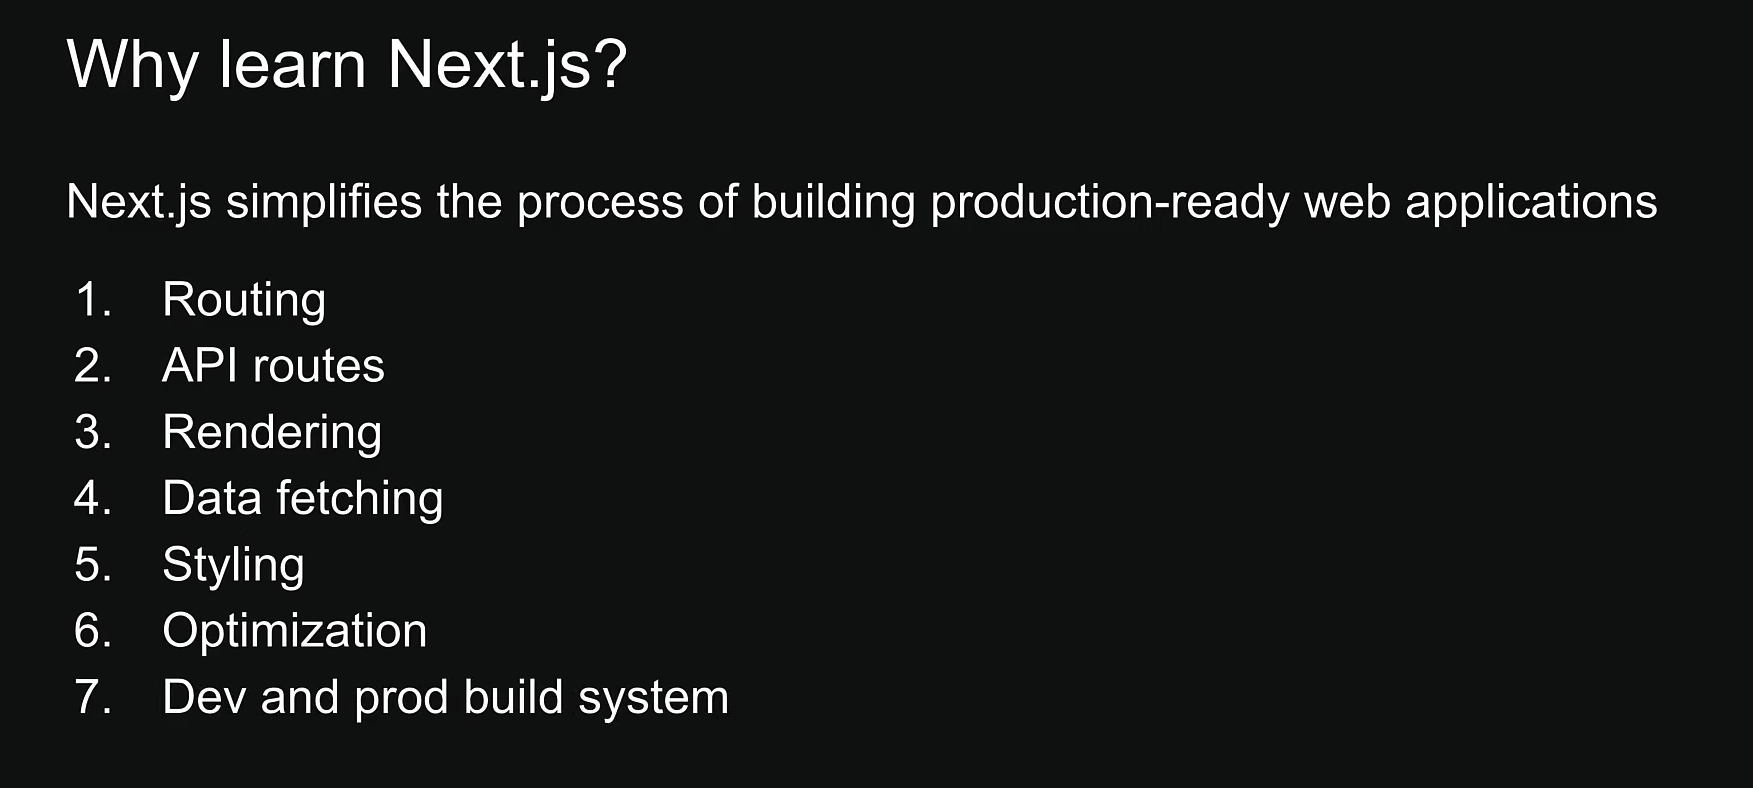 Why learn Next.js?
Next.js simplifies the process of building production-ready web applications
1. Routing
2. API routes
3. Rendering
4. Data fetching
5. Styling
6. Optimization
7. Dev and prod build system